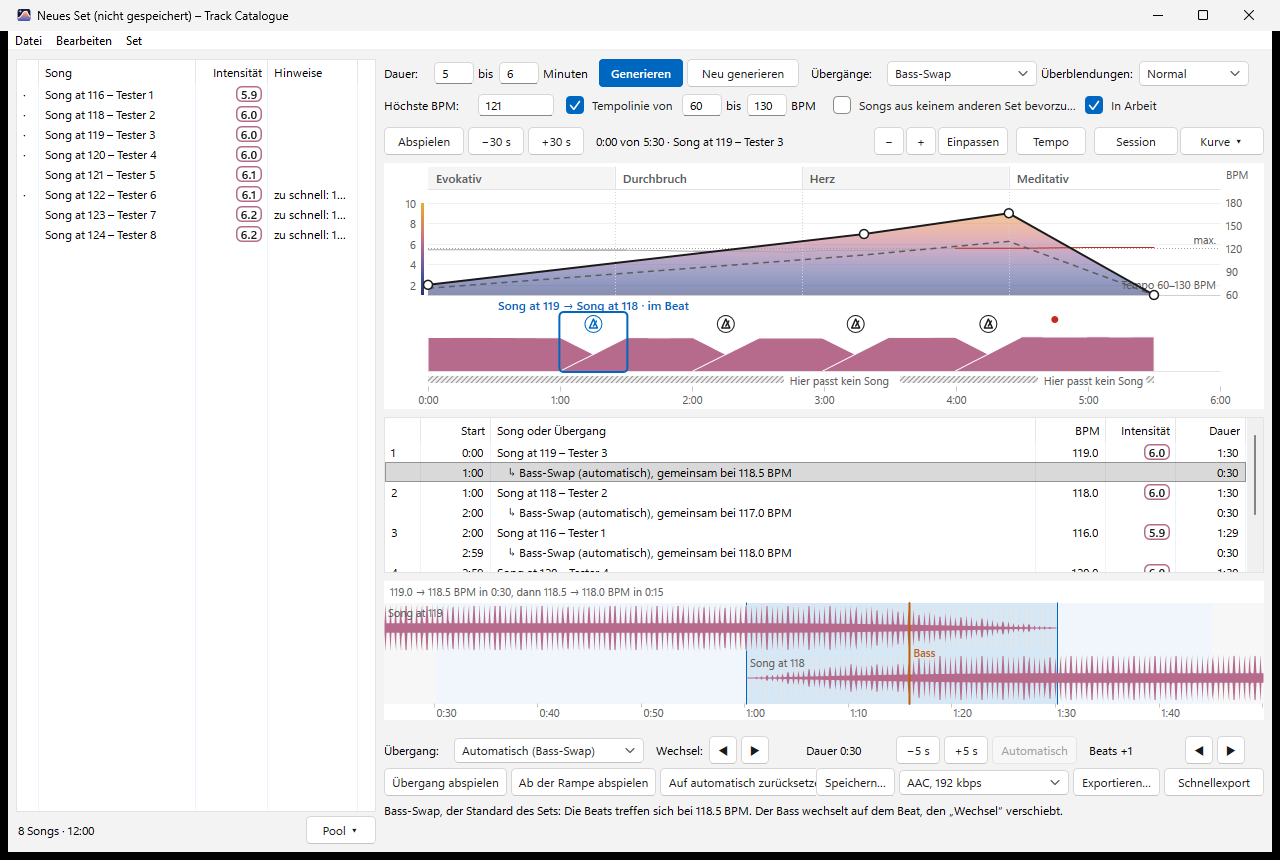 Neues Set (nicht gespeichert) – Track Catalogue
Datei Bearbeiten Set
Song Intensität Hinweise
· Song at 116 – Tester 1 5.9
· Song at 118 – Tester 2 6.0
· Song at 119 – Tester 3 6.0
· Song at 120 – Tester 4 6.0
Song at 121 – Tester 5 6.1
· Song at 122 – Tester 6 6.1 zu schnell: 1...
Song at 123 – Tester 7 6.2 zu schnell: 1...
Song at 124 – Tester 8 6.2 zu schnell: 1...
8 Songs · 12:00 Pool
Dauer: 5 bis 6 Minuten Generieren Neu generieren Übergänge: Bass-Swap Überblendungen: Normal
Höchste BPM: 121 Tempolinie von 60 bis 130 BPM Songs aus keinem anderen Set bevorzu... In Arbeit
Abspielen −30 s +30 s 0:00 von 5:30 · Song at 119 – Tester 3 − + Einpassen Tempo Session Kurve
Evokativ Durchbruch Herz Meditativ BPM
10 180
8 150
max.
6 120
4 90
2 Tempo 60–130 BPM 60
Song at 119 → Song at 118 · im Beat
Hier passt kein Song Hier passt kein Song
0:00 1:00 2:00 3:00 4:00 5:00 6:00
Start Song oder Übergang BPM Intensität Dauer
1 0:00 Song at 119 – Tester 3 119.0 6.0 1:30
1:00 ↳ Bass-Swap (automatisch), gemeinsam bei 118.5 BPM 0:30
2 1:00 Song at 118 – Tester 2 118.0 6.0 1:30
2:00 ↳ Bass-Swap (automatisch), gemeinsam bei 117.0 BPM 0:30
3 2:00 Song at 116 – Tester 1 116.0 5.9 1:29
2:59 ↳ Bass-Swap (automatisch), gemeinsam bei 118.0 BPM 0:30
4 2:59 Song at 120 – Tester 4 120.0 6.0 1:30
119.0 → 118.5 BPM in 0:30, dann 118.5 → 118.0 BPM in 0:15
Song at 119
Bass
Song at 118
0:30 0:40 0:50 1:00 1:10 1:20 1:30 1:40
Übergang: Automatisch (Bass-Swap) Wechsel: Dauer 0:30 −5 s +5 s Automatisch Beats +1
Übergang abspielen Ab der Rampe abspielen Auf automatisch zurücksetze Speichern... AAC, 192 kbps Exportieren... Schnellexport
Bass-Swap, der Standard des Sets: Die Beats treffen sich bei 118.5 BPM. Der Bass wechselt auf dem Beat, den „Wechsel“ verschiebt.